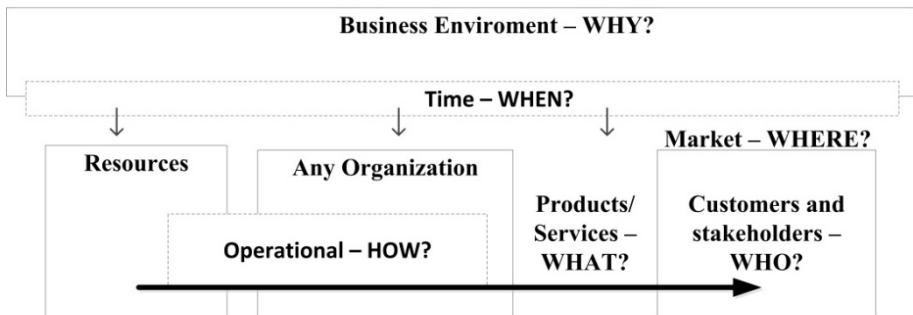 Business Enviroment – WHY?
Time – WHEN?
Market – WHERE?
Resources
Any Organization
Products/
Services –
WHAT?
Customers and
stakeholders –
WHO?
Operational – HOW?